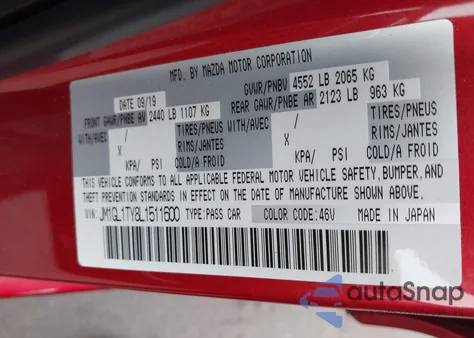 MFD. BY MAZDA MOTOR CORPORATION
DATE 09/19
GVWR/PNBV 4552 LB 2065 KG
FRONT GAWR/PNBE AV 2440 LB 1107 KG
REAR GAWR/PNBE AR 2123 LB 963 KG
WITH/AVEC / TIRES/PNEUS WITH/AVEC / TIRES/PNEUS
X RIMS/JANTES X RIMS/JANTES
KPA/ PSI COLD/A FROID KPA/ PSI COLD/A FROID
THIS VEHICLE CONFORMS TO ALL APPLICABLE FEDERAL MOTOR VEHICLE SAFETY, BUMPER, AND
THEFT PREVENTION STANDARDS IN EFFECT ON THE DATE OF MANUFACTURE SHOWN ABOVE.
VIN: JM1GL1TY8L1511600 TYPE:PASS CAR COLOR CODE:46V MADE IN JAPAN
autoSnap